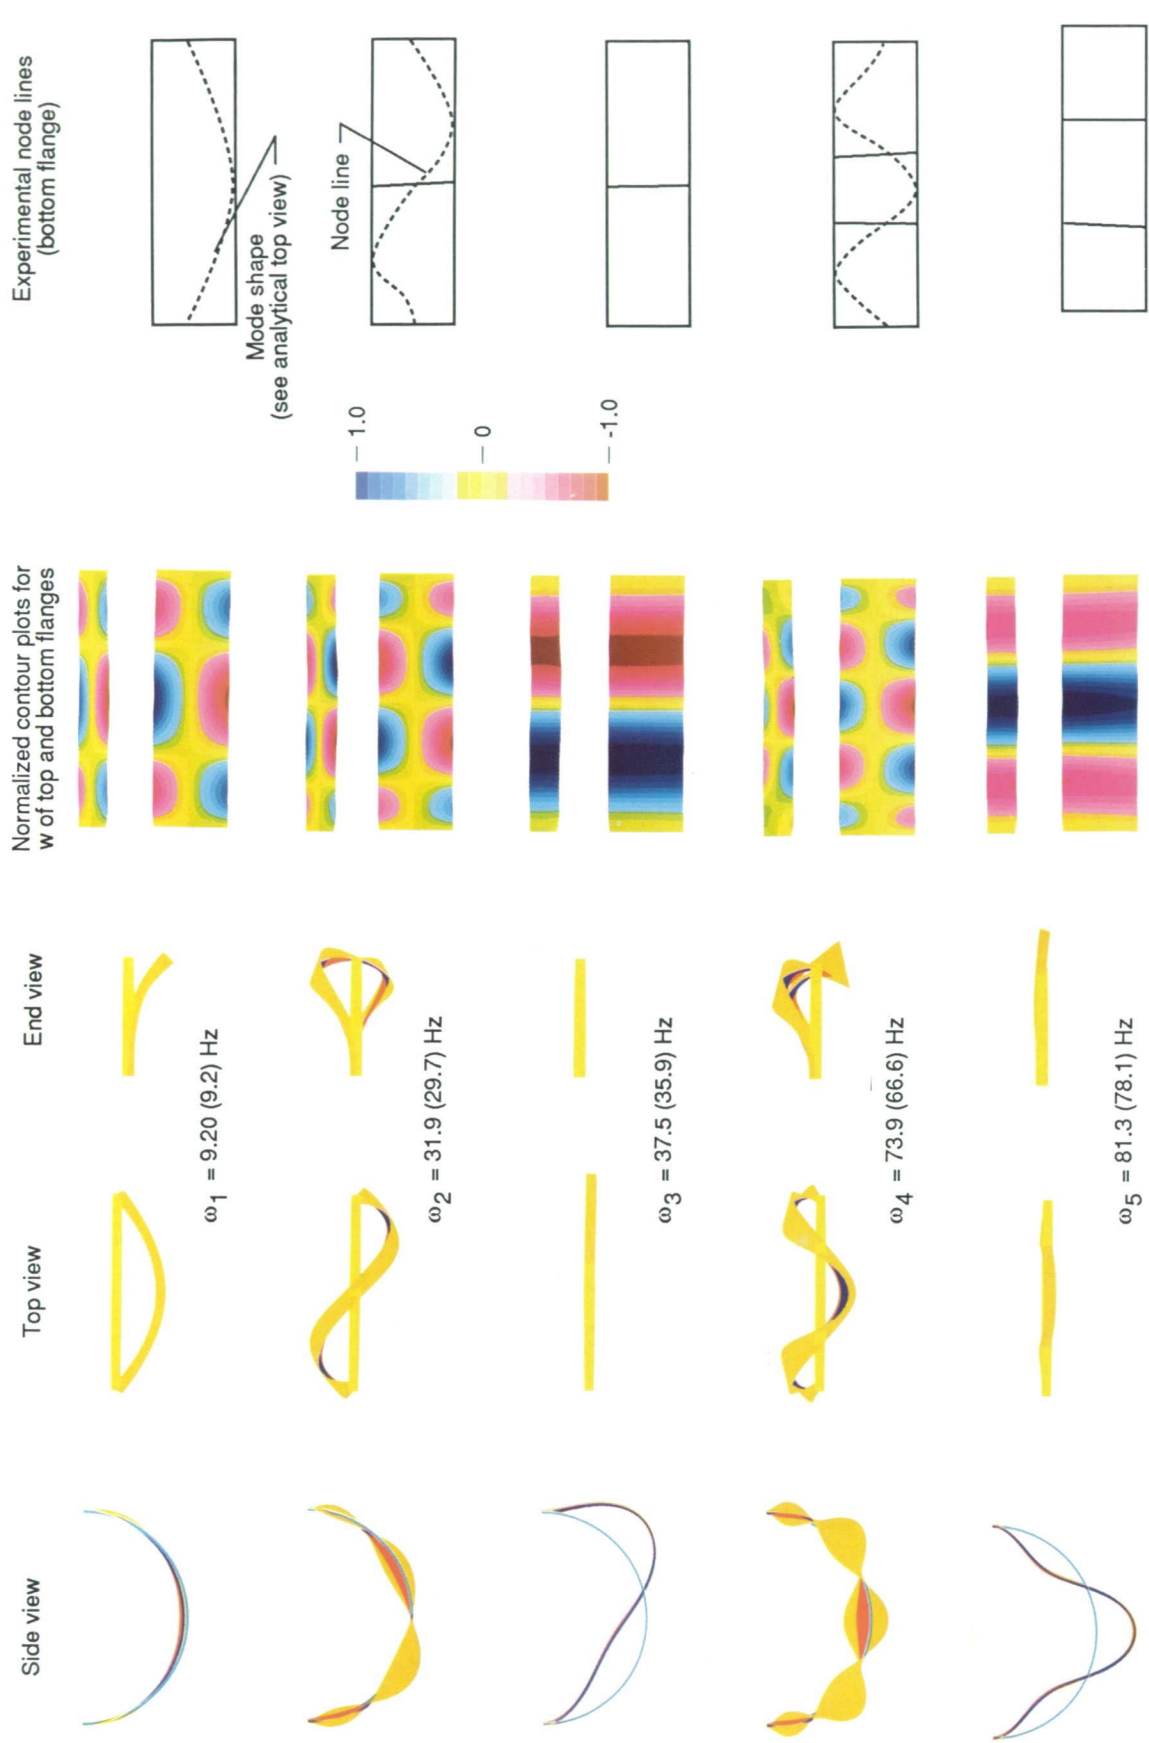 Side view
Top view
End view
Normalized contour plots for
w of top and bottom flanges
Experimental node lines
(bottom flange)
ω1 = 9.20 (9.2) Hz
Mode shape
(see analytical top view)
ω2 = 31.9 (29.7) Hz
Node line
1.0
0
-1.0
ω3 = 37.5 (35.9) Hz
ω4 = 73.9 (66.6) Hz
ω5 = 81.3 (78.1) Hz